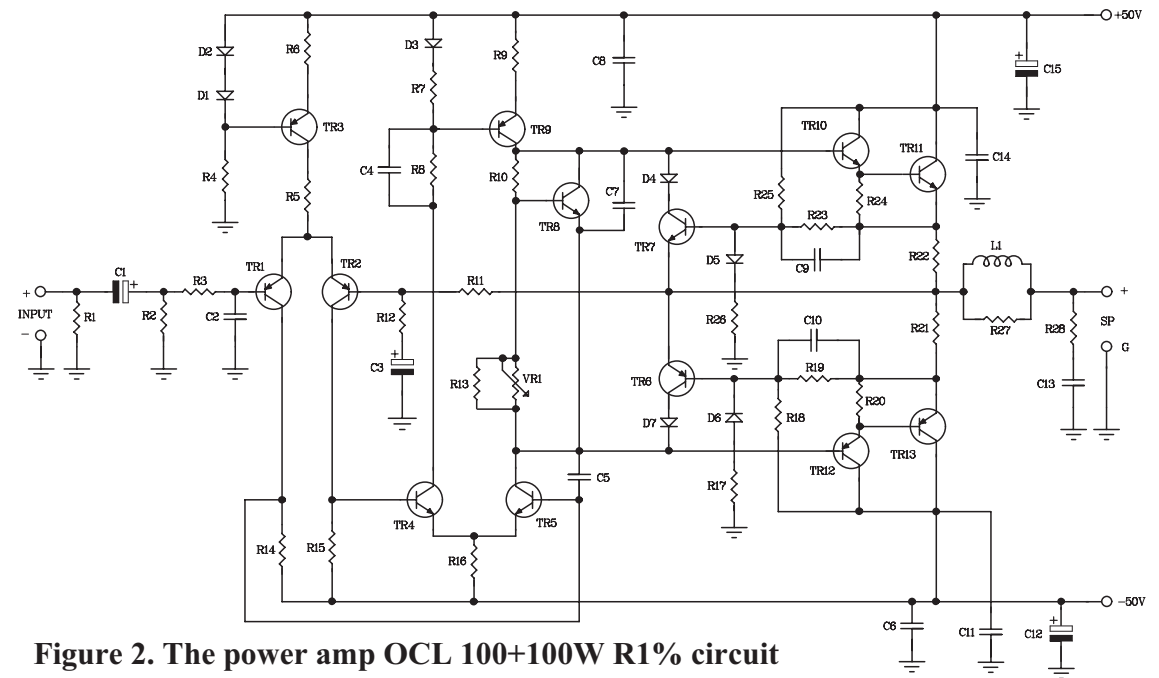 +50V
D2
R6
D3
R9
C8
+
C15
D1
R7
TR3
TR9
TR10
TR11
C14
R4
C4
R8
R10
D4
C7
R25
R24
R5
TR8
TR7
R23
D5
C9
R22
L1
TR1
TR2
C1
+
R3
R11
+
INPUT
-
R1
R2
C2
R12
R26
R21
R27
R28
+
SP
G
+
C3
C10
R13
VR1
TR6
R19
C13
D7
D6
R18
R20
TR12
TR13
C5
R17
TR4
TR5
R14
R15
R16
-50V
C6
C11
+
C12
Figure 2. The power amp OCL 100+100W R1% circuit